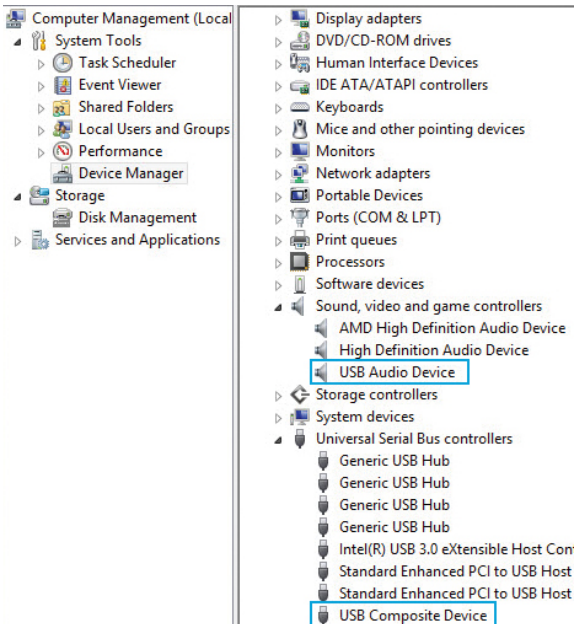 Computer Management (Local
System Tools
Task Scheduler
Event Viewer
Shared Folders
Local Users and Groups
Performance
Device Manager
Storage
Disk Management
Services and Applications
Display adapters
DVD/CD-ROM drives
Human Interface Devices
IDE ATA/ATAPI controllers
Keyboards
Mice and other pointing devices
Monitors
Network adapters
Portable Devices
Ports (COM & LPT)
Print queues
Processors
Software devices
Sound, video and game controllers
AMD High Definition Audio Device
High Definition Audio Device
USB Audio Device
Storage controllers
System devices
Universal Serial Bus controllers
Generic USB Hub
Generic USB Hub
Generic USB Hub
Generic USB Hub
Intel(R) USB 3.0 eXtensible Host Cont
Standard Enhanced PCI to USB Host
Standard Enhanced PCI to USB Host
USB Composite Device